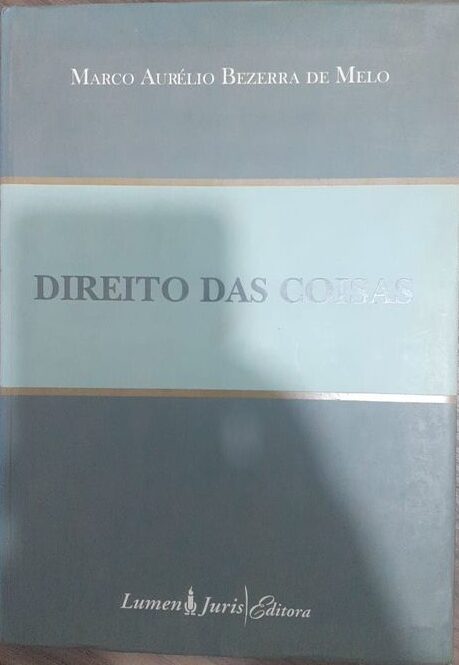 MARCO AURÉLIO BEZERRA DE MELO
DIREITO DAS COISAS
Lumen Juris Editora